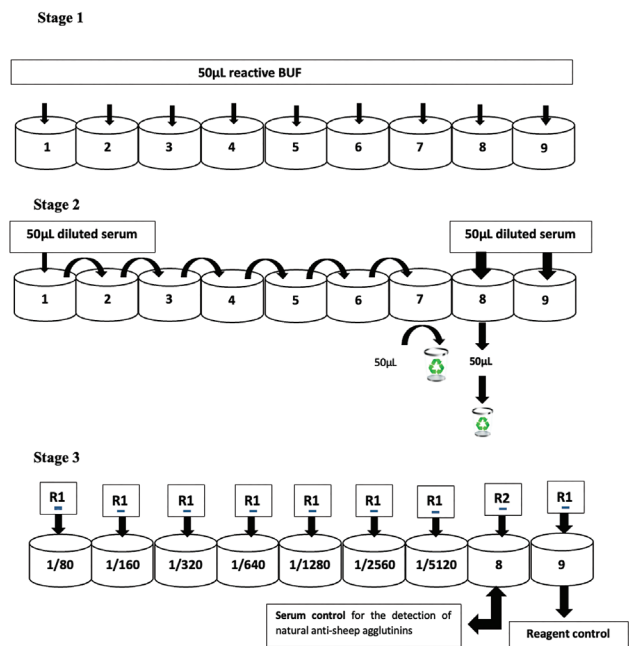 Stage 1
50µL reactive BUF
1 2 3 4 5 6 7 8 9
Stage 2
50µL diluted serum 50µL diluted serum
1 2 3 4 5 6 7 8 9
50µL 50µL
Stage 3
R1 R1 R1 R1 R1 R1 R1 R2 R1
1/80 1/160 1/320 1/640 1/1280 1/2560 1/5120 8 9
Serum control for the detection of
natural anti-sheep agglutinins
Reagent control